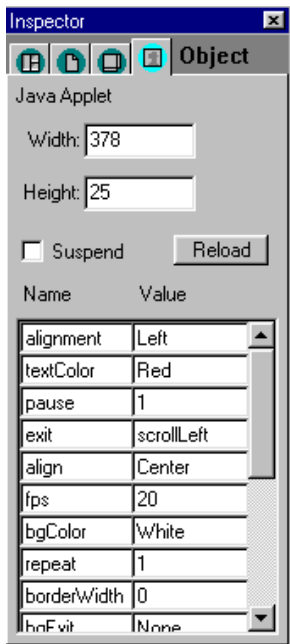 Inspector
Object
Java Applet
Width: 378
Height: 25
Suspend Reload
Name Value
alignment Left
textColor Red
pause 1
exit scrollLeft
align Center
fps 20
bgColor White
repeat 1
borderWidth 0
bgExit None